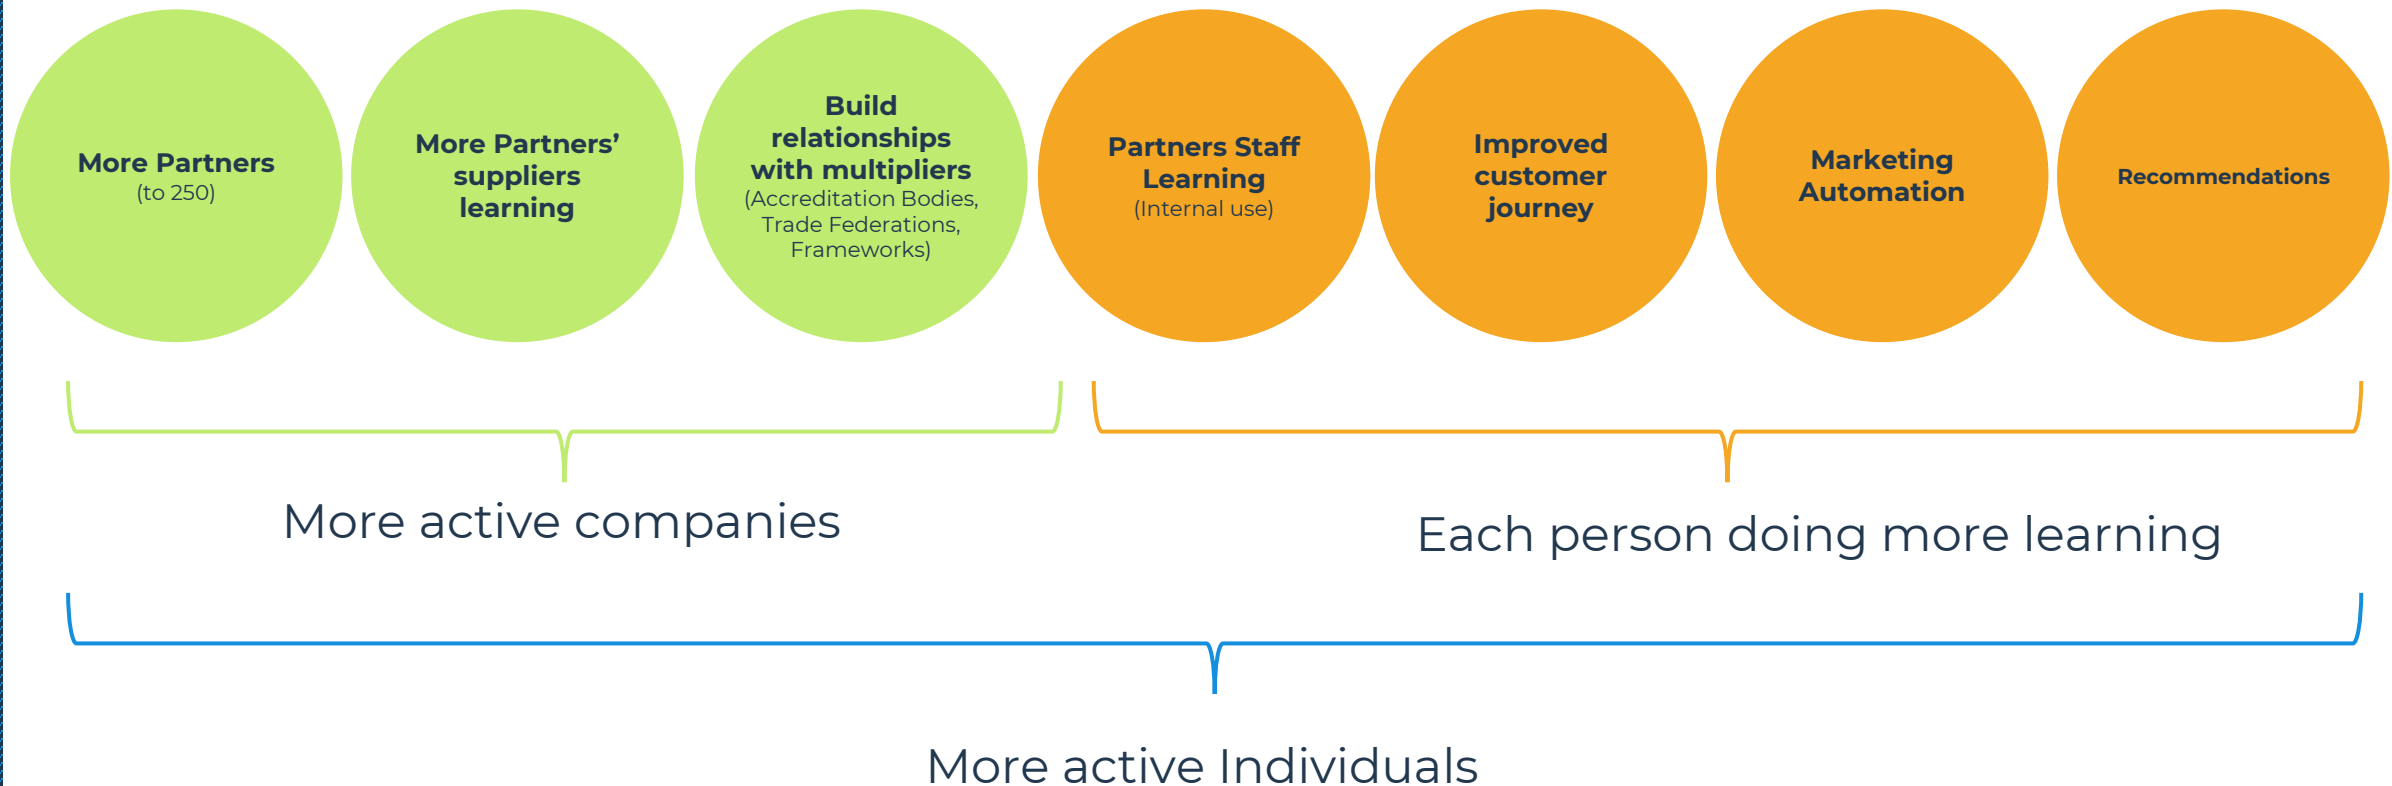 More Partners
(to 250)
More Partners’
suppliers
learning
Build
relationships
with multipliers
(Accreditation Bodies,
Trade Federations,
Frameworks)
Partners Staff
Learning
(Internal use)
Improved
customer
journey
Marketing
Automation
Recommendations
More active companies
Each person doing more learning
More active Individuals